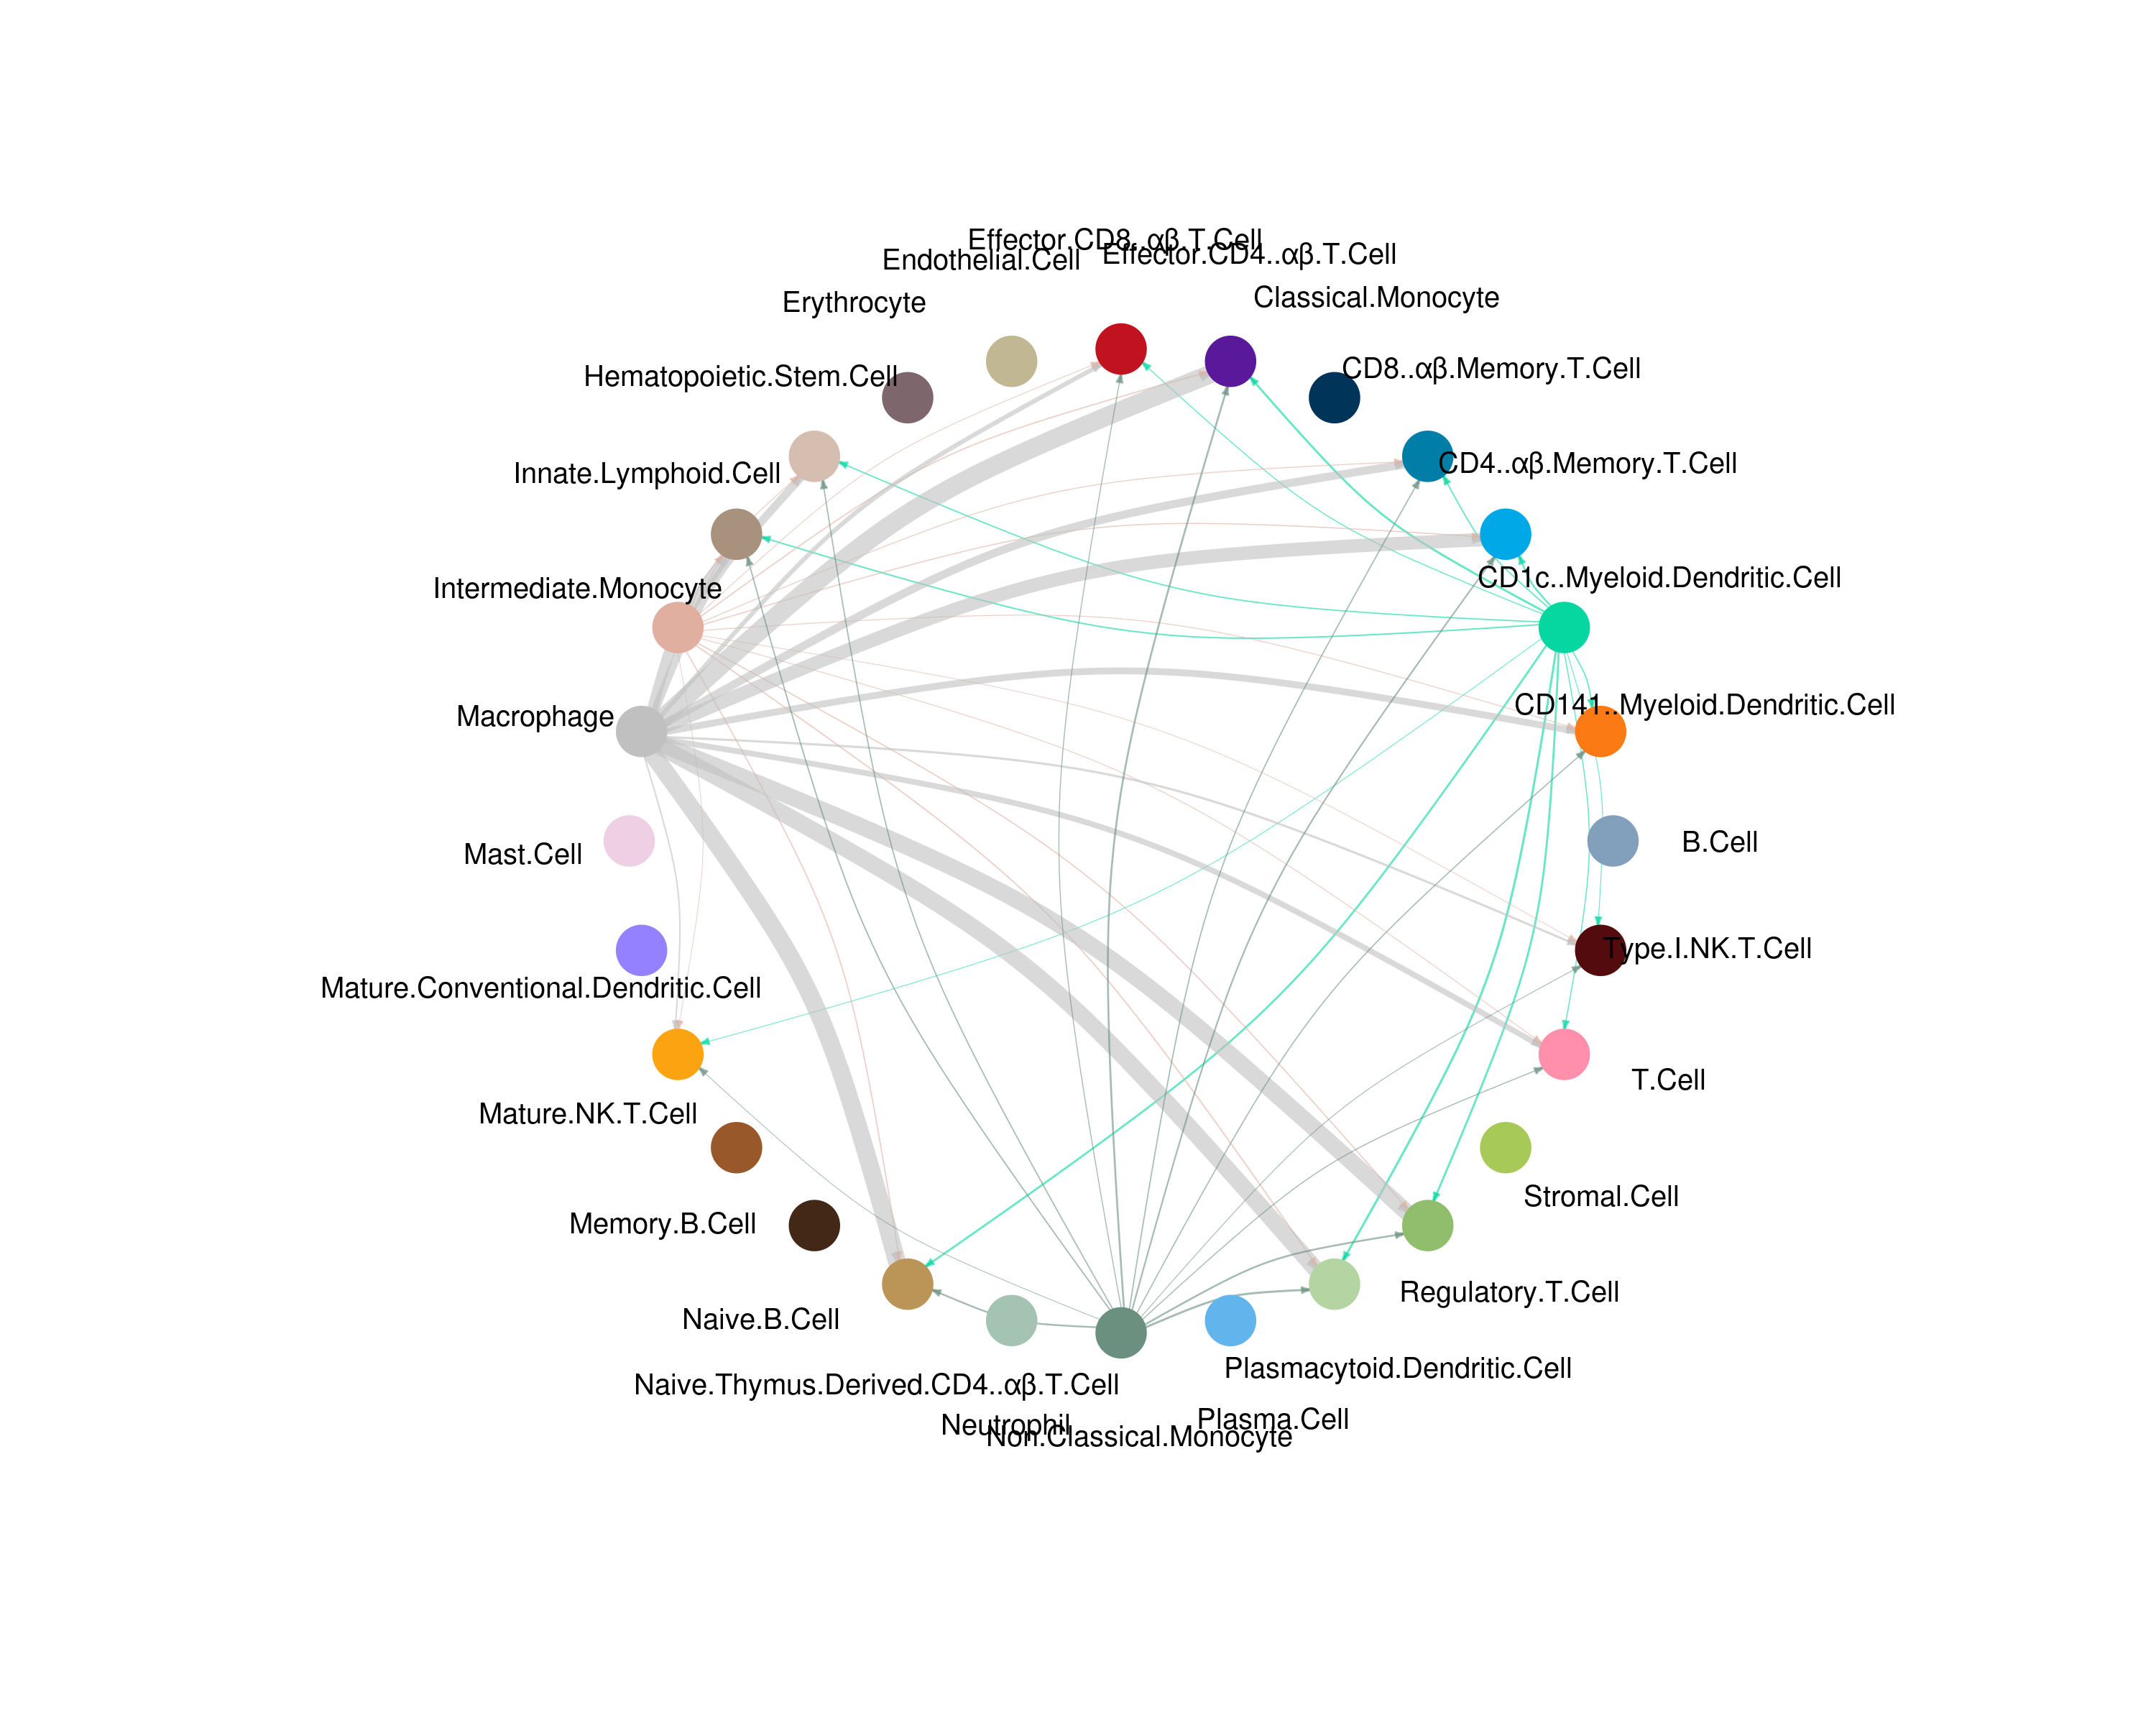 Effector.CD8..αβ.T.Cell
Effector.CD4..αβ.T.Cell
Endothelial.Cell
Classical.Monocyte
Erythrocyte
CD8..αβ.Memory.T.Cell
Hematopoietic.Stem.Cell
CD4..αβ.Memory.T.Cell
Innate.Lymphoid.Cell
CD1c..Myeloid.Dendritic.Cell
Intermediate.Monocyte
CD141..Myeloid.Dendritic.Cell
Macrophage
B.Cell
Mast.Cell
Type.I.NK.T.Cell
Mature.Conventional.Dendritic.Cell
T.Cell
Mature.NK.T.Cell
Stromal.Cell
Memory.B.Cell
Regulatory.T.Cell
Naive.B.Cell
Plasmacytoid.Dendritic.Cell
Naive.Thymus.Derived.CD4..αβ.T.Cell
Plasma.Cell
Neutrophil
Non.Classical.Monocyte